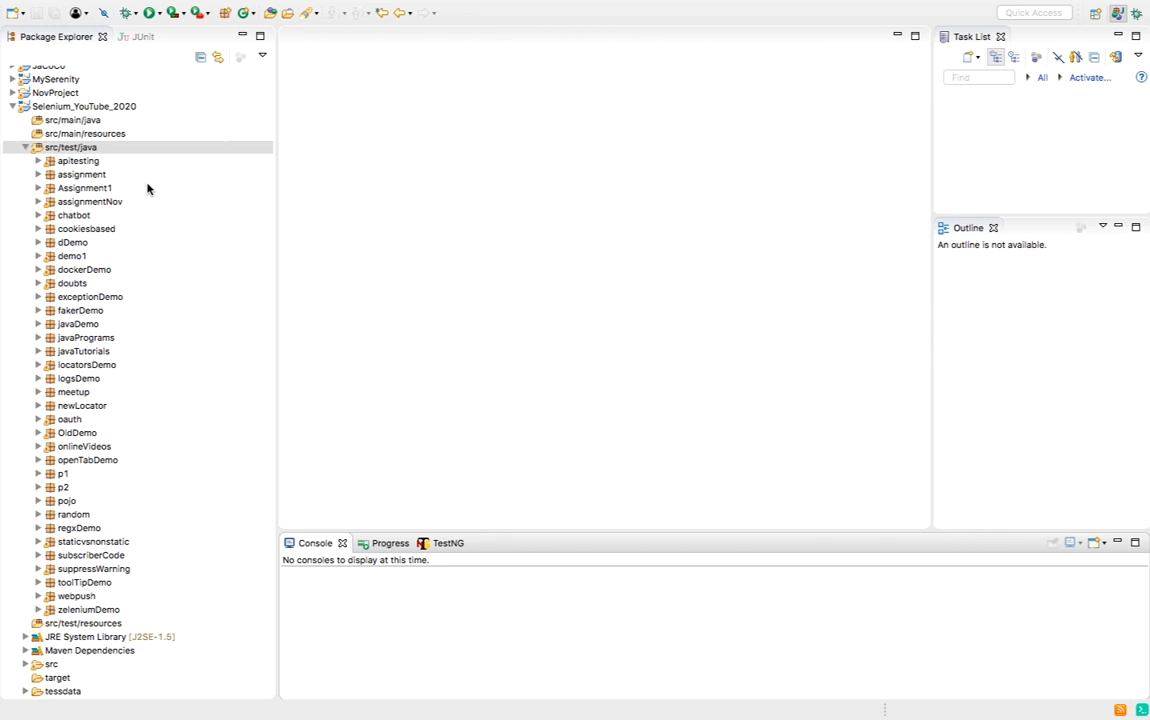 Quick Access
Package Explorer
JUnit
JaCoCo
MySerenity
NovProject
Selenium_YouTube_2020
src/main/java
src/main/resources
src/test/java
apitesting
assignment
Assignment1
assignmentNov
chatbot
cookiesbased
dDemo
demo1
dockerDemo
doubts
exceptionDemo
fakerDemo
javaDemo
javaPrograms
javaTutorials
locatorsDemo
logsDemo
meetup
newLocator
oauth
OldDemo
onlineVideos
openTabDemo
p1
p2
pojo
random
regxDemo
staticvsnonstatic
subscriberCode
suppressWarning
toolTipDemo
webpush
zeleniumDemo
src/test/resources
JRE System Library [J2SE-1.5]
Maven Dependencies
src
target
tessdata
Task List
Find
All
Activate...
Outline
An outline is not available.
Console
Progress
TestNG
No consoles to display at this time.